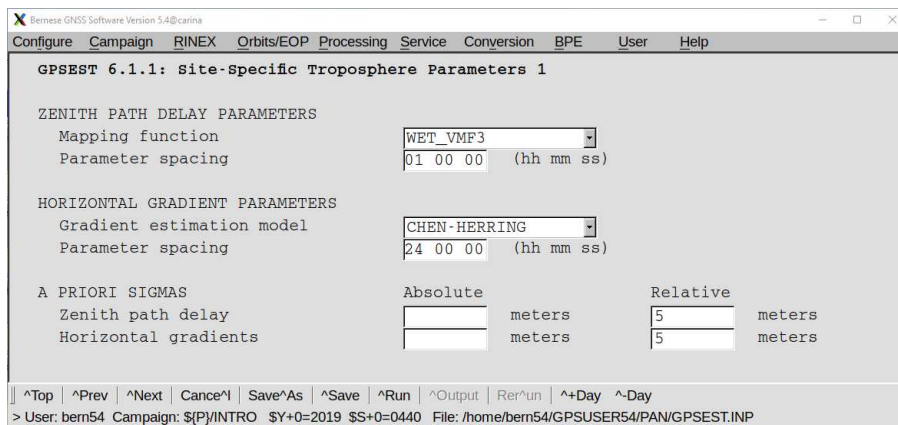 Bernese GNSS Software Version 5.4@carina
Configure Campaign RINEX Orbits/EOP Processing Service Conversion BPE User Help
GPSEST 6.1.1: Site-Specific Troposphere Parameters 1
ZENITH PATH DELAY PARAMETERS
Mapping function WET_VMF3
Parameter spacing 01 00 00 (hh mm ss)
HORIZONTAL GRADIENT PARAMETERS
Gradient estimation model CHEN-HERRING
Parameter spacing 24 00 00 (hh mm ss)
A PRIORI SIGMAS Absolute Relative
Zenith path delay meters 5 meters
Horizontal gradients meters 5 meters
^Top | ^Prev | ^Next | Cance^l | Save^As | ^Save | ^Run | ^Output | Rer^un | ^+Day ^-Day
> User: bern54 Campaign: ${P}/INTRO $Y+0=2019 $S+0=0440 File: /home/bern54/GPSUSER54/PAN/GPSEST.INP